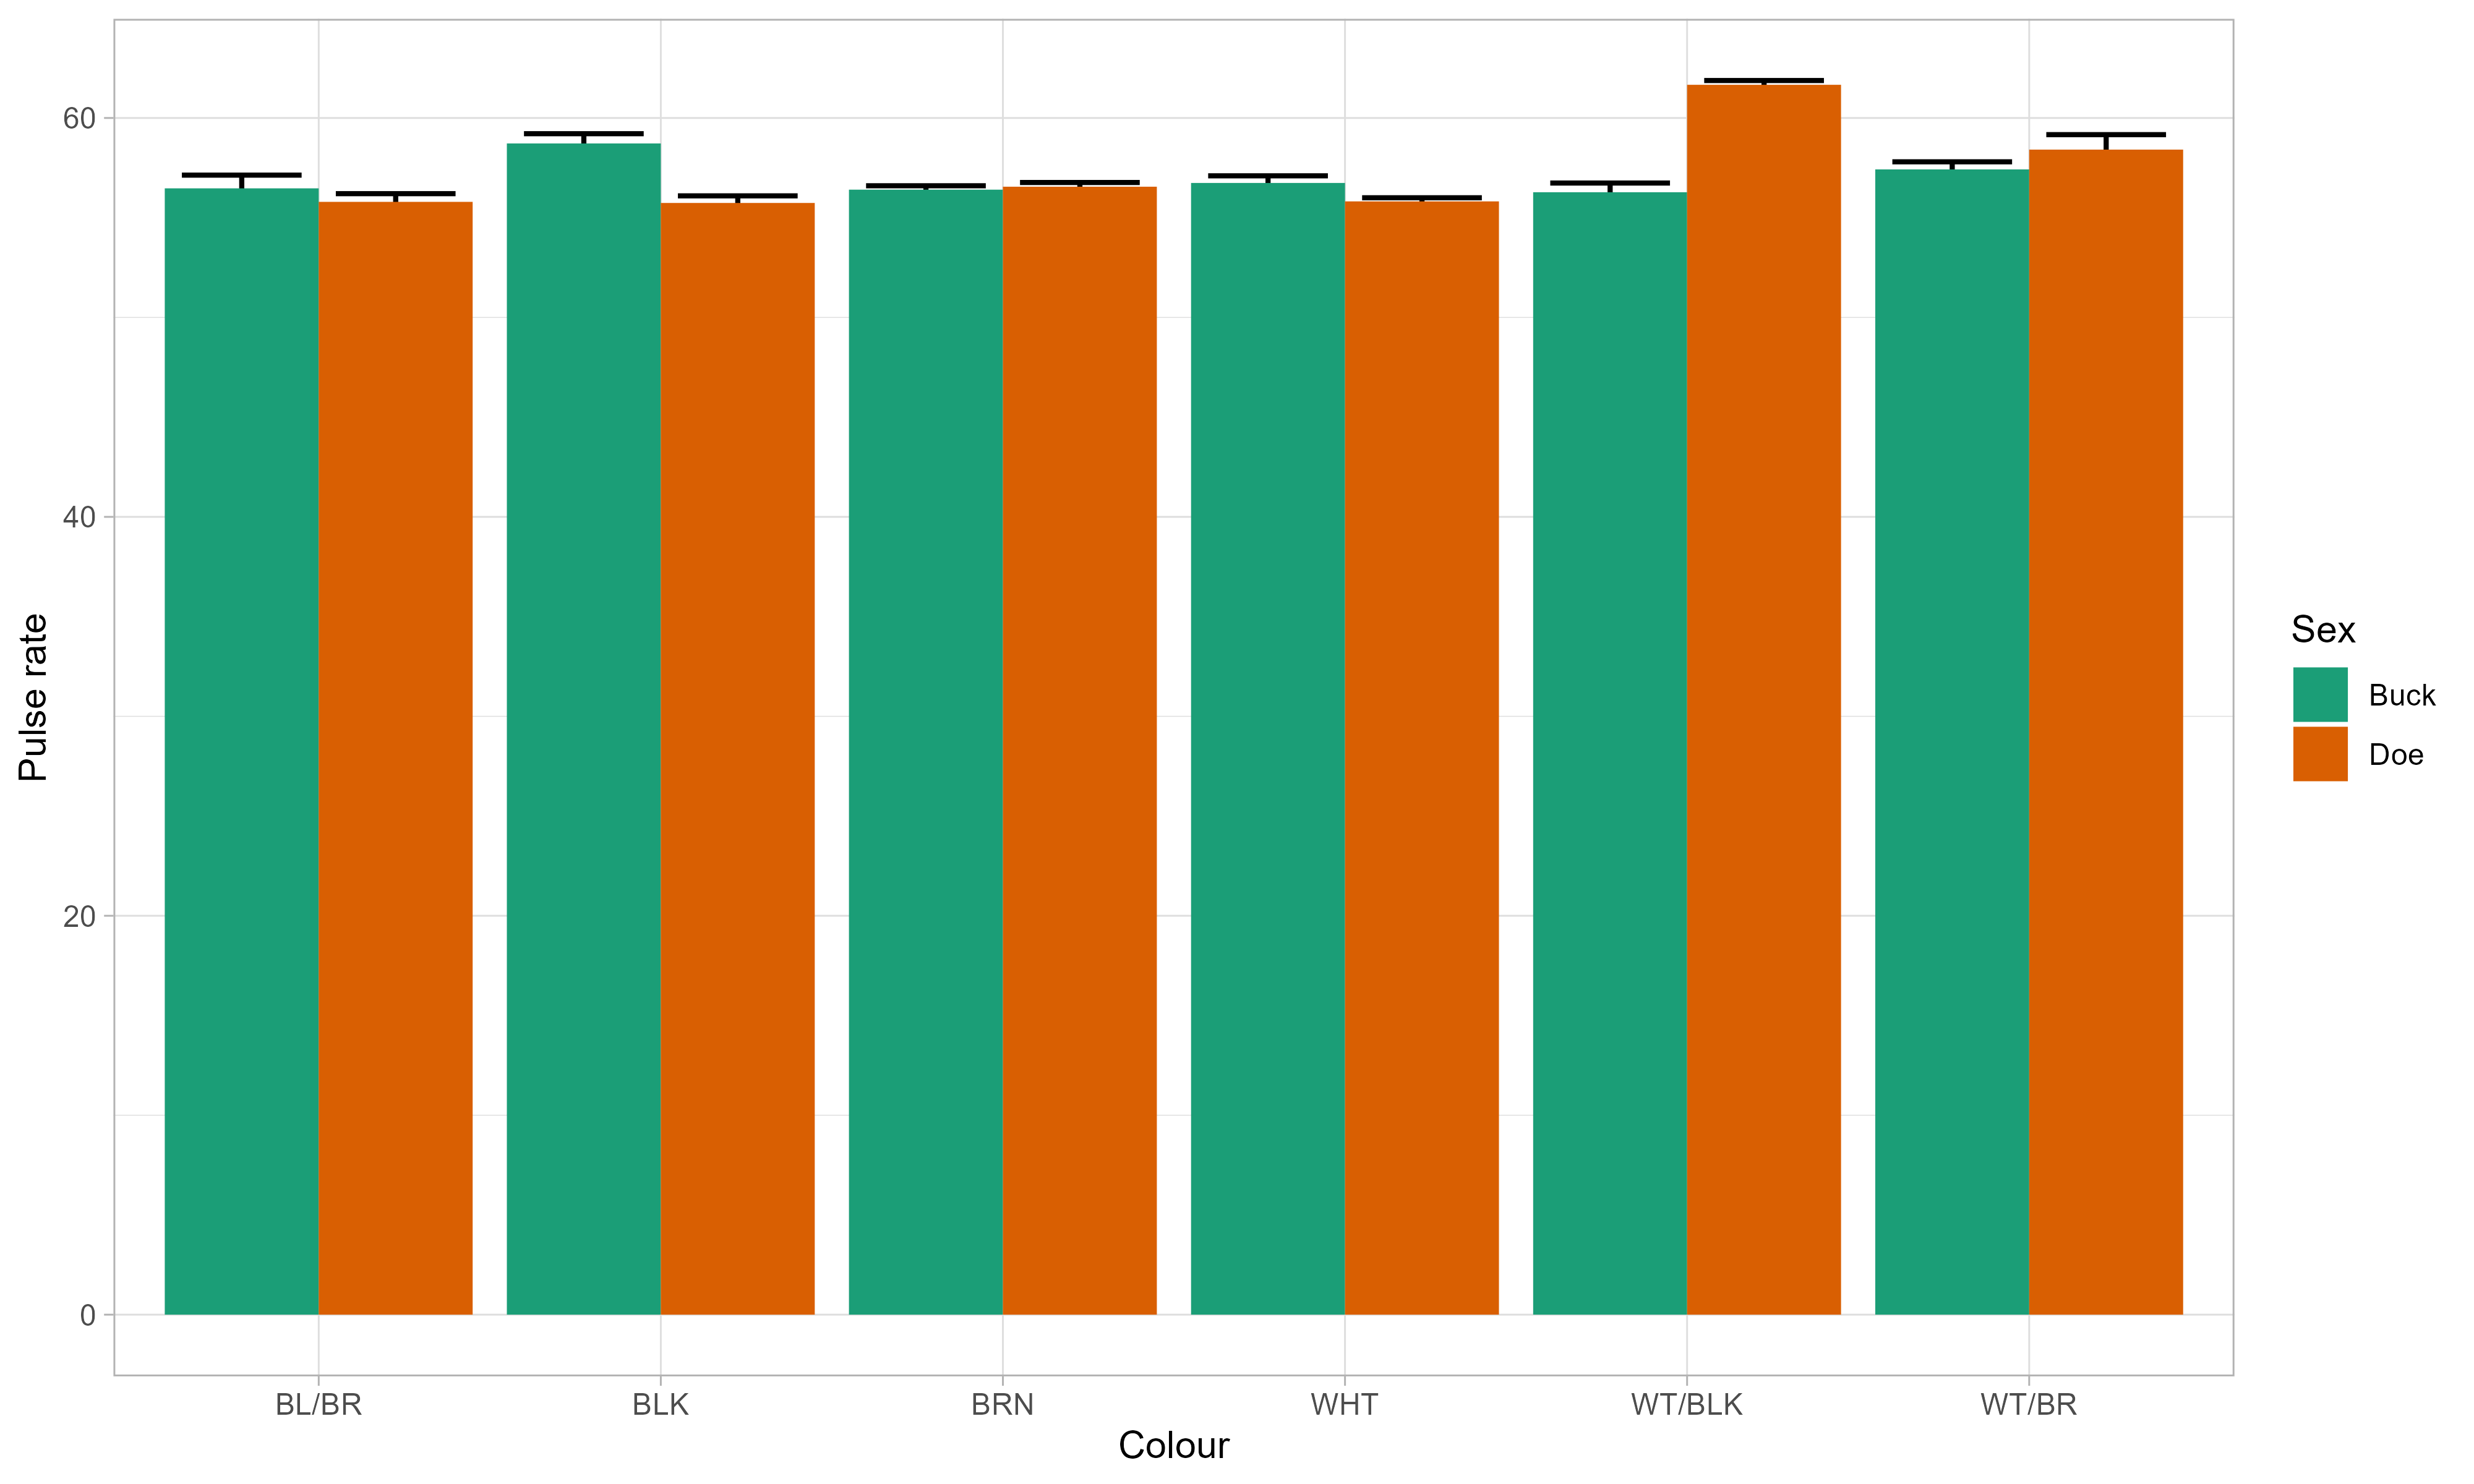 60
40
20
0
Pulse rate
BL/BR BLK BRN WHT WT/BLK WT/BR
Colour
Sex
Buck
Doe